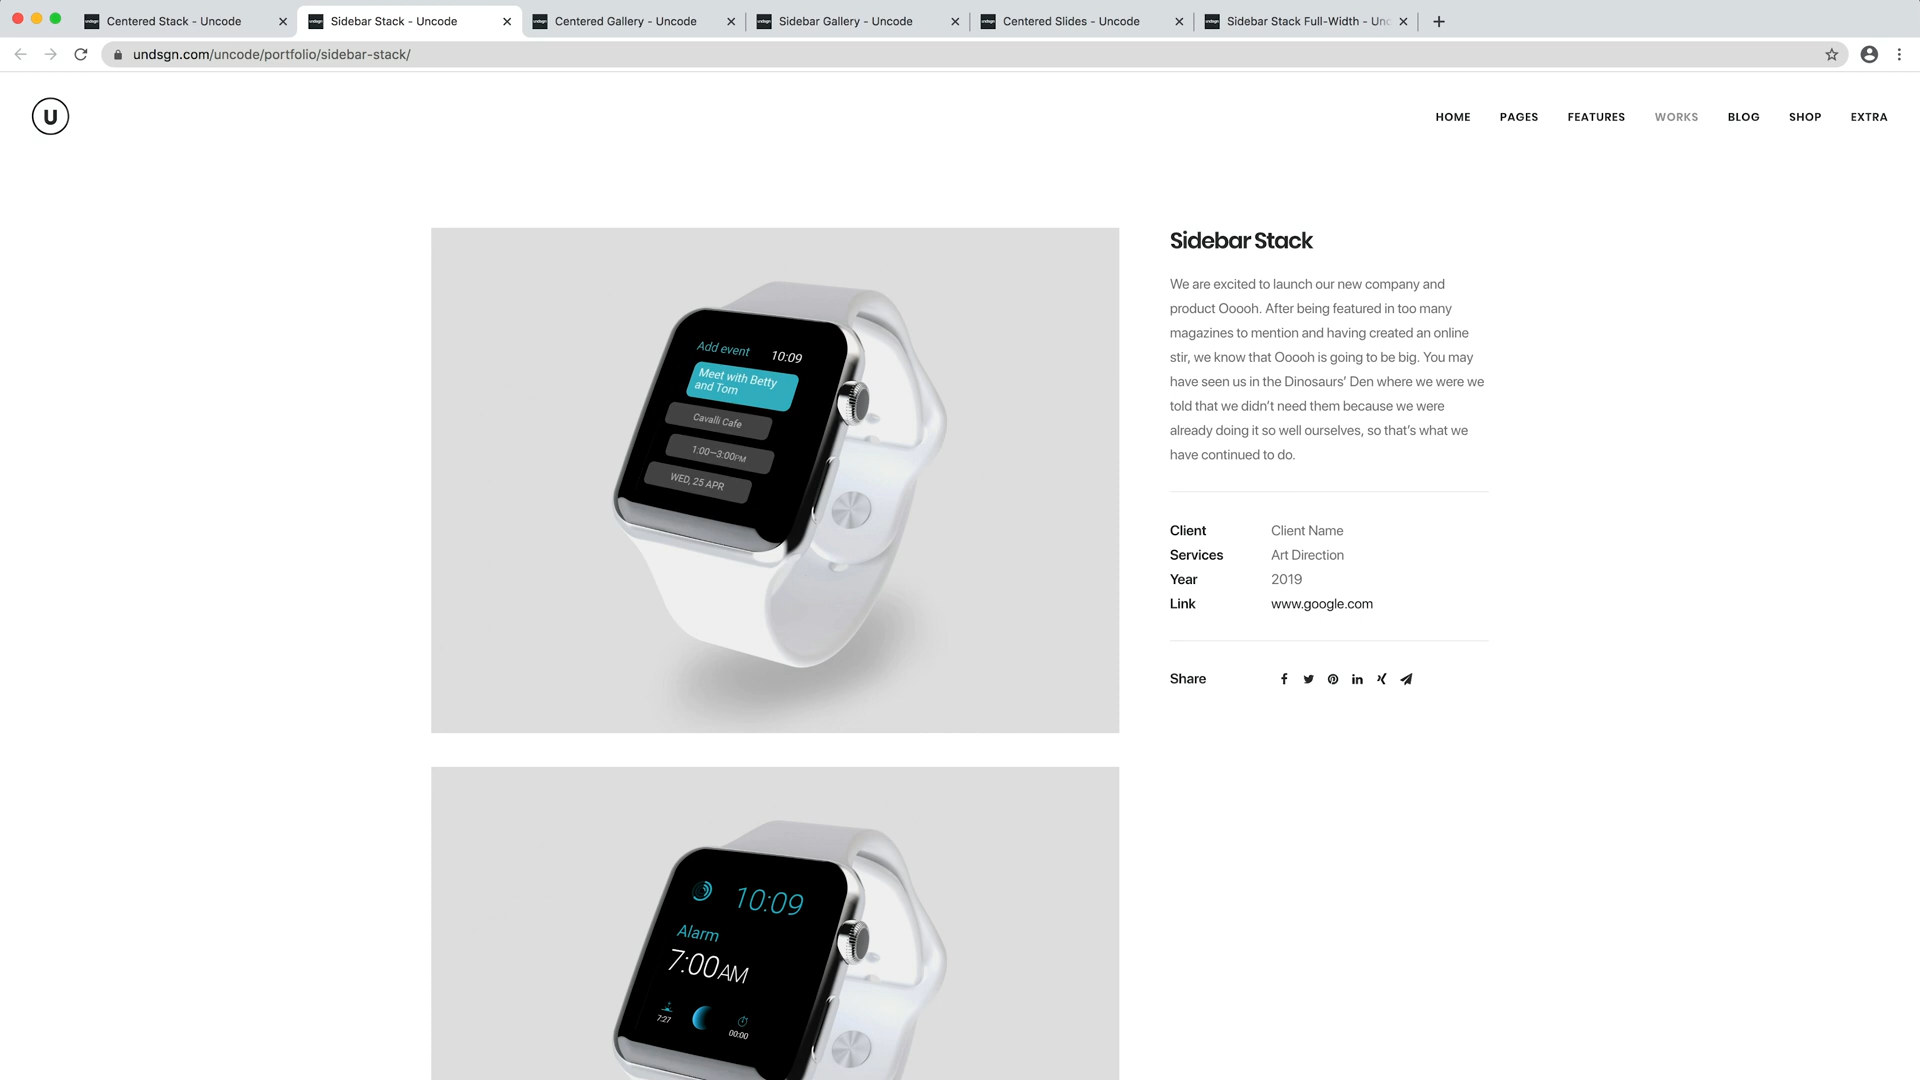 Centered Stack - Uncode
Sidebar Stack - Uncode
Centered Gallery - Uncode
Sidebar Gallery - Uncode
Centered Slides - Uncode
Sidebar Stack Full-Width - Unc
undsgn.com/uncode/portfolio/sidebar-stack/
U
HOME
PAGES
FEATURES
WORKS
BLOG
SHOP
EXTRA
Add event
10:09
Meet with Betty
and Tom
Cavalli Cafe
1:00—3:00PM
WED, 25 APR
Sidebar Stack
We are excited to launch our new company and
product Ooooh. After being featured in too many
magazines to mention and having created an online
stir, we know that Ooooh is going to be big. You may
have seen us in the Dinosaurs’ Den where we were we
told that we didn’t need them because we were
already doing it so well ourselves, so that’s what we
have continued to do.
Client Client Name
Services Art Direction
Year 2019
Link www.google.com
Share
10:09
Alarm
7:00AM
7:27
00:00